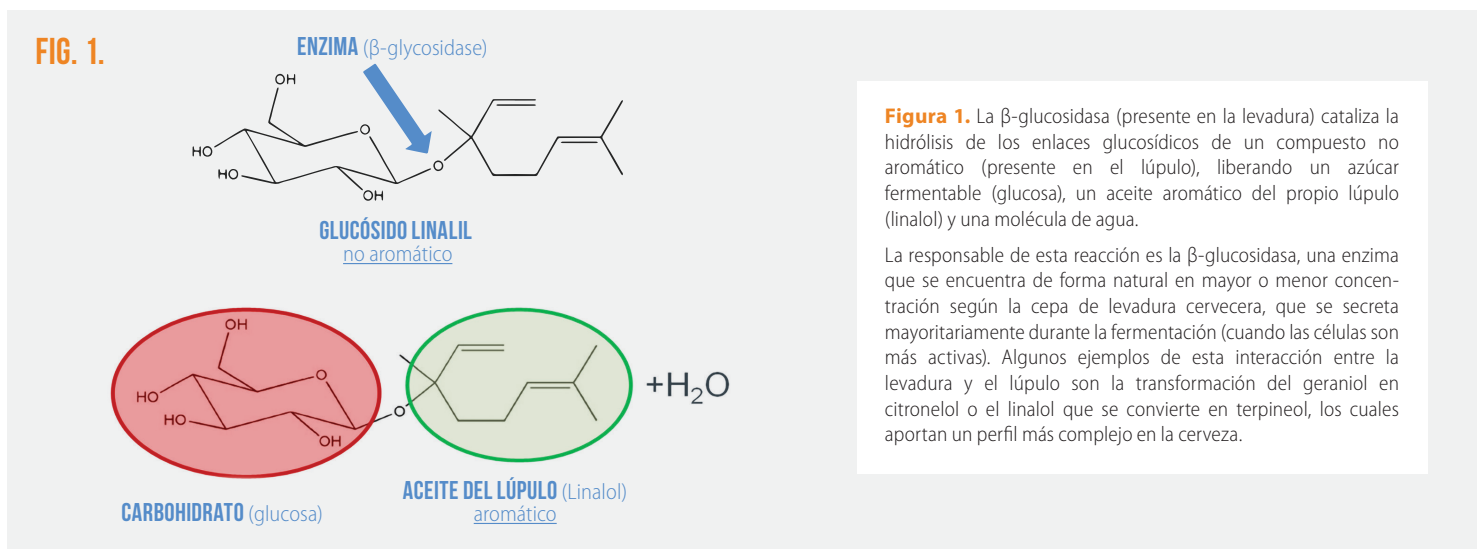 FIG. 1.
ENZIMA (β-glycosidase)
OH
O
HO
HO
O
OH
GLUCÓSIDO LINALIL
no aromático
OH
O
HO
HO
O
OH
+H₂O
CARBOHIDRATO (glucosa)
ACEITE DEL LÚPULO (Linalol)
aromático
Figura 1. La β-glucosidasa (presente en la levadura) cataliza la
hidrólisis de los enlaces glucosídicos de un compuesto no
aromático (presente en el lúpulo), liberando un azúcar
fermentable (glucosa), un aceite aromático del propio lúpulo
(linalol) y una molécula de agua.
La responsable de esta reacción es la β-glucosidasa, una enzima
que se encuentra de forma natural en mayor o menor concen-
tración según la cepa de levadura cervecera, que se secreta
mayoritariamente durante la fermentación (cuando las células son
más activas). Algunos ejemplos de esta interacción entre la
levadura y el lúpulo son la transformación del geraniol en
citronelol o el linalol que se convierte en terpineol, los cuales
aportan un perfil más complejo en la cerveza.